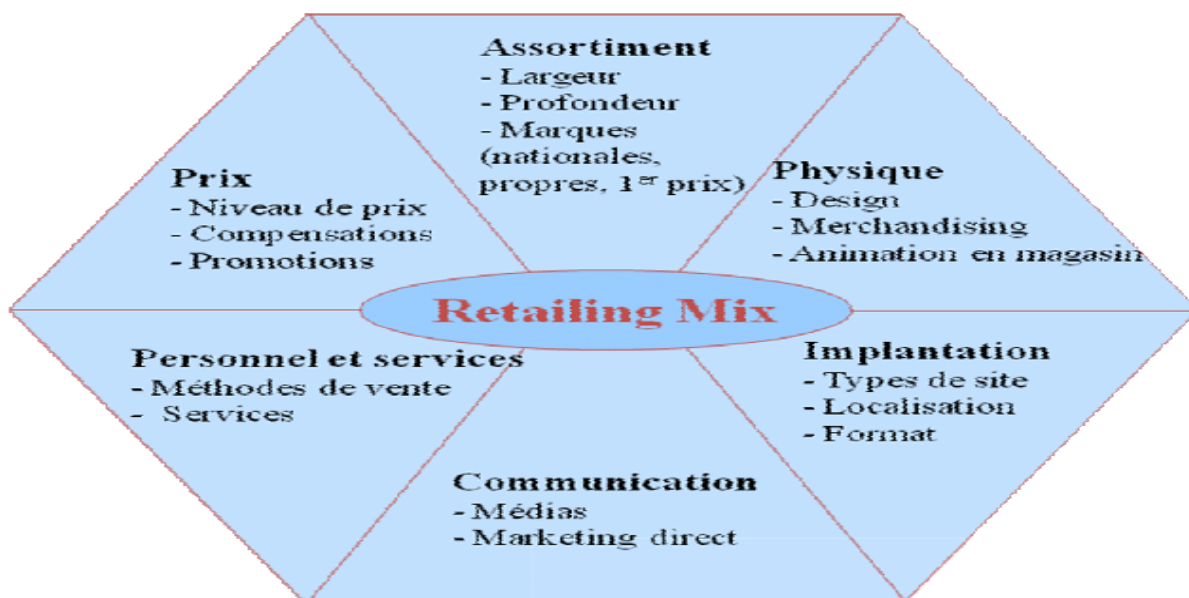 Assortiment
- Largeur
- Profondeur
- Marques
(nationales,
propres, 1er prix)
Prix
- Niveau de prix
- Compensations
- Promotions
Physique
- Design
- Merchandising
- Animation en magasin
Retailing Mix
Personnel et services
- Méthodes de vente
- Services
Implantation
- Types de site
- Localisation
- Format
Communication
- Médias
- Marketing direct